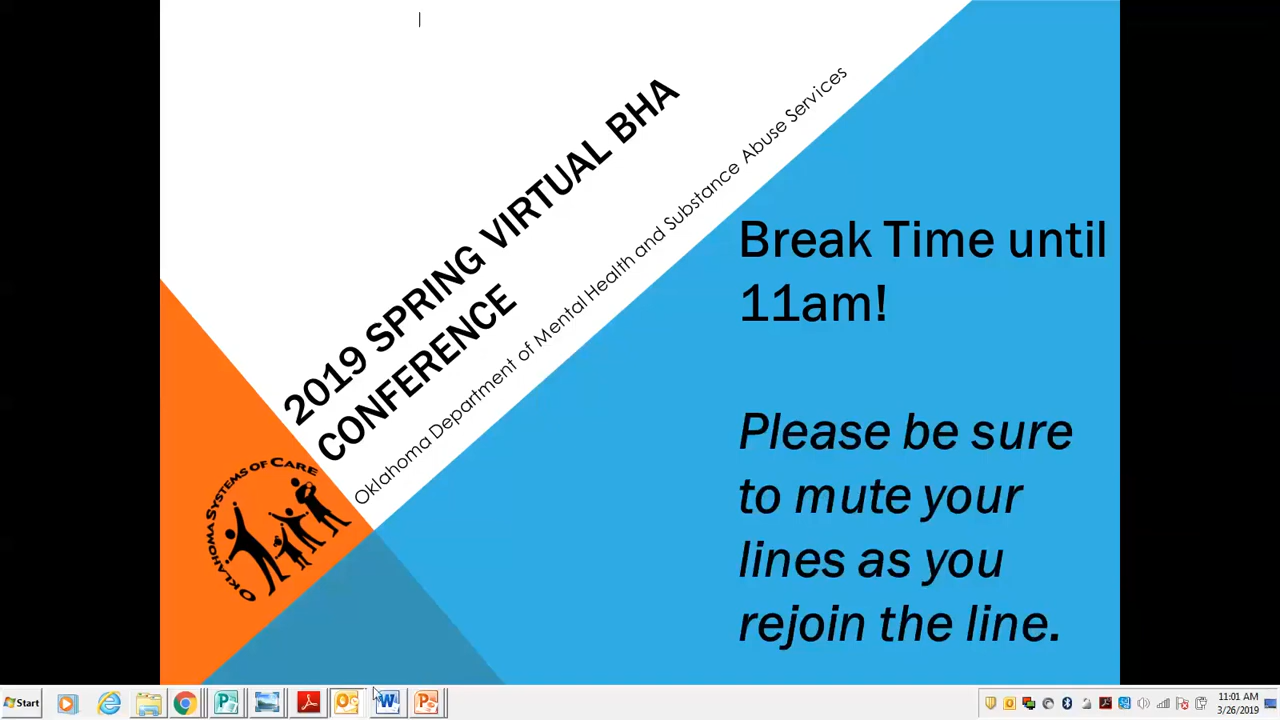 2019 SPRING VIRTUAL BHA
CONFERENCE
Oklahoma Department of Mental Health and Substance Abuse Services
OKLAHOMA SYSTEMS OF CARE
Break Time until
11am!
Please be sure
to mute your
lines as you
rejoin the line.
Start
11:01 AM
3/26/2019